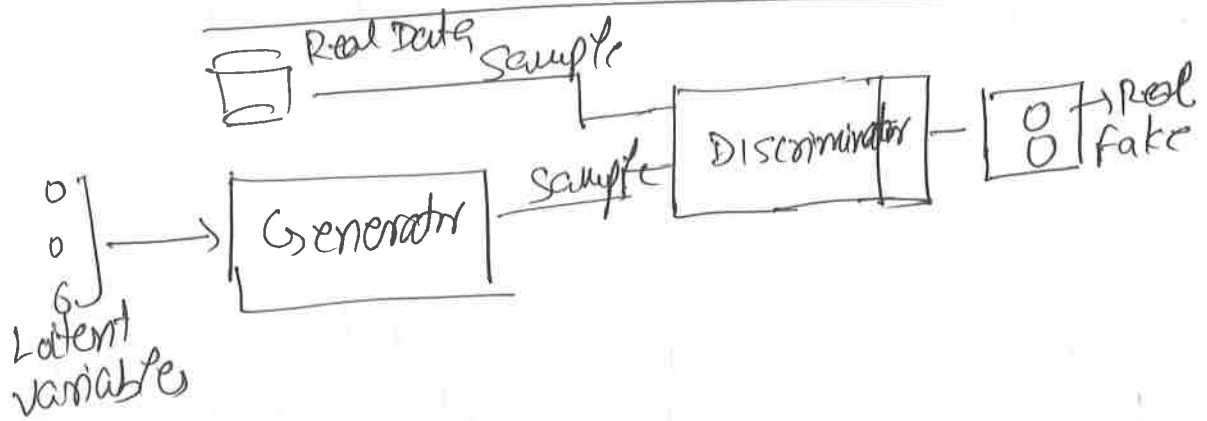 Real Data
Sample
Discriminator
Real
fake
Sample
Generator
Latent
variables